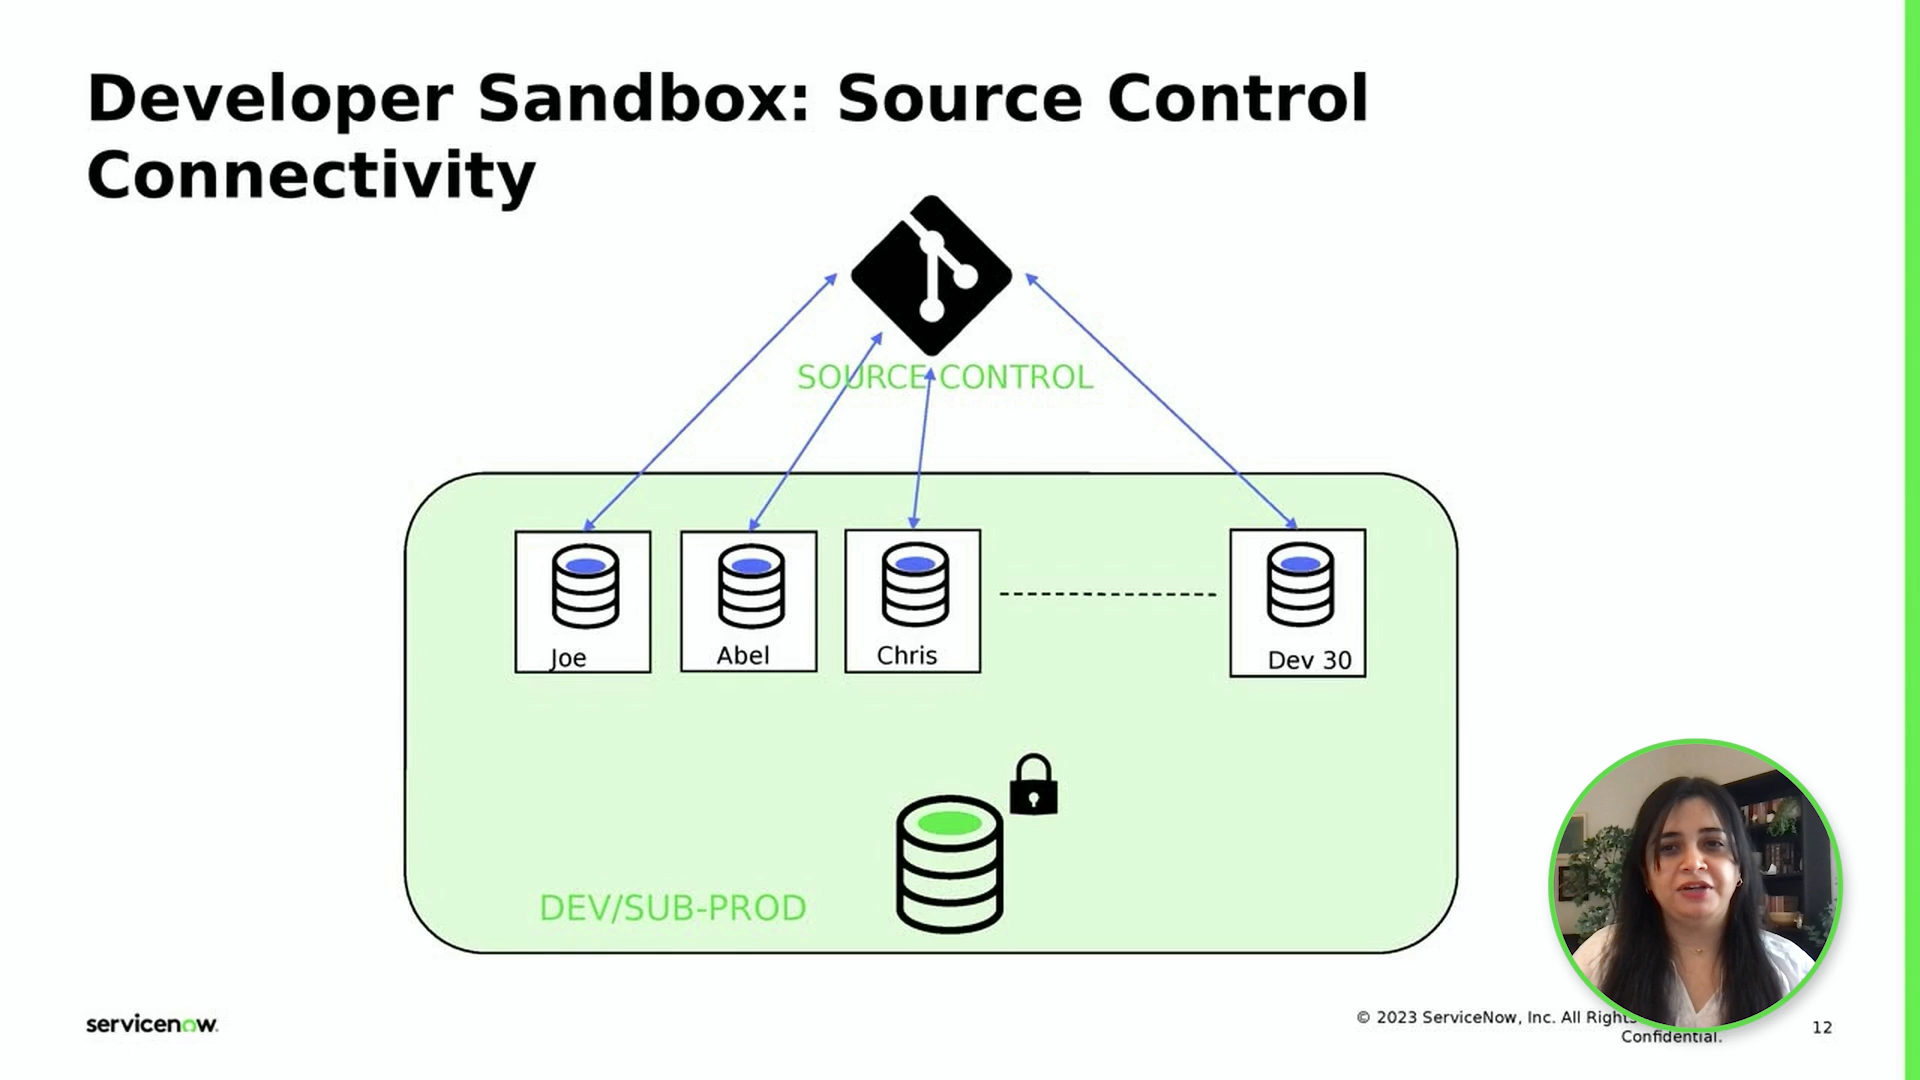 Developer Sandbox: Source Control
Connectivity
SOURCE CONTROL
Joe
Abel
Chris
Dev 30
DEV/SUB-PROD
servicenow.
© 2023 ServiceNow, Inc. All Rights
Confidential.
12